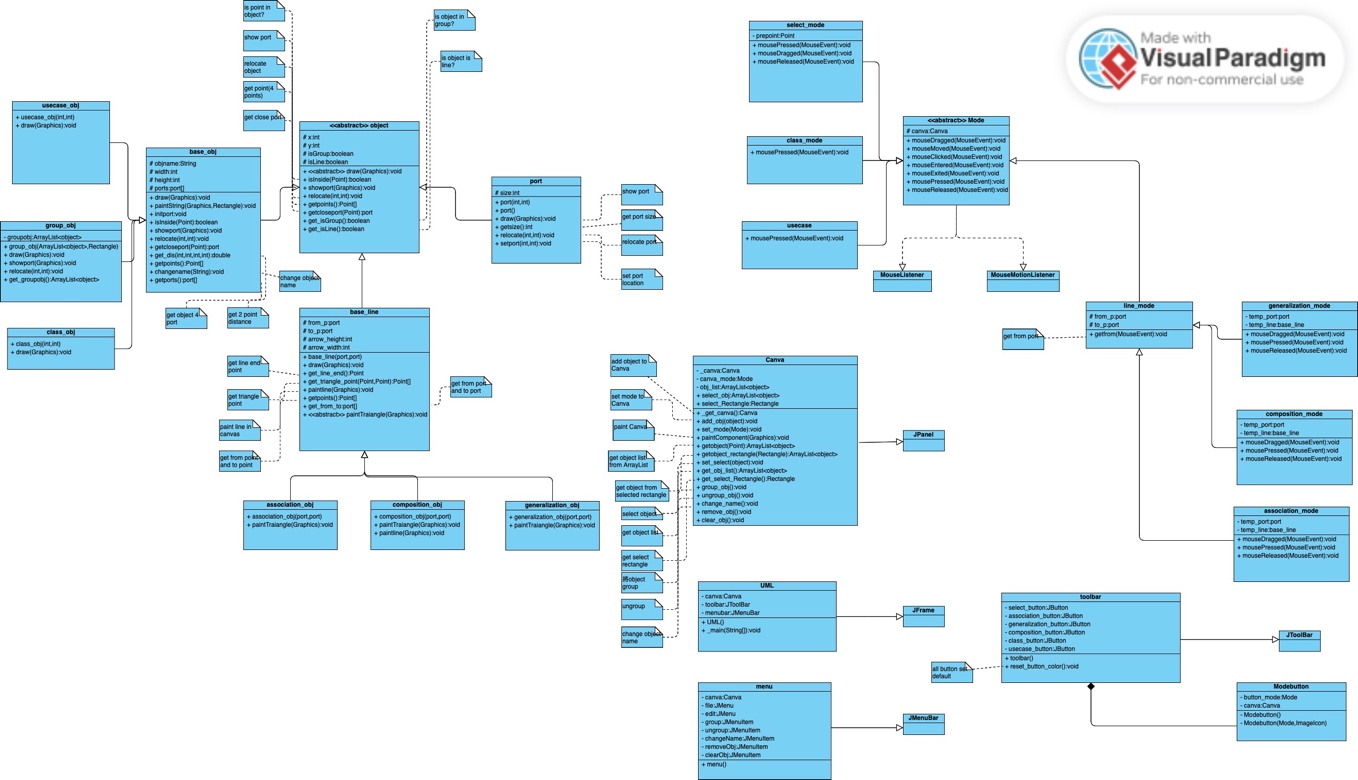 is point in
object?
show port
relocate
object
get point(4
points)
get close port
is object in
group?
is object is
line?
usecase_obj
+ usecase_obj(int,int)
+ draw(Graphics):void
group_obj
- groupobj:ArrayList<object>
+ group_obj(ArrayList<object>,Rectangle)
+ draw(Graphics):void
+ showport(Graphics):void
+ relocate(int,int):void
+ get_groupobj():ArrayList<object>
class_obj
+ class_obj(int,int)
+ draw(Graphics):void
base_obj
# objname:String
# width:int
# height:int
# ports:port[]
+ draw(Graphics):void
+ paintString(Graphics,Rectangle):void
+ initport:void
+ isInside(Point):boolean
+ showport(Graphics):void
+ relocate(int,int):void
+ getcloseport(Point):port
+ get_dis(int,int,int,int):double
+ getpoints():Point[]
+ changename(String):void
+ getports():port[]
get object 4
port
get 2 point
distance
change object
name
<<abstract>> object
# x:int
# y:int
# isGroup:boolean
# isLine:boolean
+ <<abstract>> draw(Graphics):void
+ isInside(Point):boolean
+ showport(Graphics):void
+ relocate(int,int):void
+ getpoints():Point[]
+ getcloseport(Point):port
+ get_isGroup():boolean
+ get_isLine():boolean
port
# size:int
+ port(int,int)
+ port()
+ draw(Graphics):void
+ getsize():int
+ relocate(int,int):void
+ setport(int,int):void
show port
get port size
relocate port
set port
location
base_line
# from_p:port
# to_p:port
# arrow_height:int
# arrow_width:int
+ base_line(port,port)
+ draw(Graphics):void
+ get_line_end():Point
+ get_triangle_point(Point,Point):Point[]
+ paintline(Graphics):void
+ getpoints():Point[]
+ get_from_to:port[]
+ <<abstract>> paintTraiangle(Graphics):void
get line end
point
get triangle
point
paint line in
canvas
get from point
and to point
get from port
and to port
association_obj
+ association_obj(port,port)
+ paintTraiangle(Graphics):void
composition_obj
+ composition_obj(port,port)
+ paintTraiangle(Graphics):void
+ paintline(Graphics):void
generalization_obj
+ generalization_obj(port,port)
+ paintTraiangle(Graphics):void
select_mode
- prepoint:Point
+ mousePressed(MouseEvent):void
+ mouseDragged(MouseEvent):void
+ mouseReleased(MouseEvent):void
class_mode
+ mousePressed(MouseEvent):void
usecase
+ mousePressed(MouseEvent):void
<<abstract>> Mode
# canva:Canva
+ mouseDragged(MouseEvent):void
+ mouseMoved(MouseEvent):void
+ mouseClicked(MouseEvent):void
+ mouseEntered(MouseEvent):void
+ mouseExited(MouseEvent):void
+ mousePressed(MouseEvent):void
+ mouseReleased(MouseEvent):void
MouseListener
MouseMotionListener
Made with
Visual Paradigm
For non-commercial use
line_mode
# from_p:port
# to_p:port
+ getfrom(MouseEvent):void
get from port
generalization_mode
- temp_port:port
- temp_line:base_line
+ mouseDragged(MouseEvent):void
+ mousePressed(MouseEvent):void
+ mouseReleased(MouseEvent):void
composition_mode
- temp_port:port
- temp_line:base_line
+ mouseDragged(MouseEvent):void
+ mousePressed(MouseEvent):void
+ mouseReleased(MouseEvent):void
association_mode
- temp_port:port
- temp_line:base_line
+ mouseDragged(MouseEvent):void
+ mousePressed(MouseEvent):void
+ mouseReleased(MouseEvent):void
Canva
- _canva:Canva
- canva_mode:Mode
- obj_list:ArrayList<object>
+ select_obj:ArrayList<object>
+ select_Rectangle:Rectangle
+ _get_canva():Canva
+ add_obj(object):void
+ set_mode(Mode):void
+ paintComponent(Graphics):void
+ getobject(Point):ArrayList<object>
+ getobject_rectangle(Rectangle):ArrayList<object>
+ set_select(object):void
+ get_obj_list():ArrayList<object>
+ get_select_Rectangle():Rectangle
+ group_obj():void
+ ungroup_obj():void
+ change_name():void
+ remove_obj():void
+ clear_obj():void
add object to
Canva
set mode to
Canva
paint Canva
get object list
from ArrayList
get object from
selected rectangle
select object
get object list
get select
rectangle
將object
group
ungroup
change object
name
JPanel
UML
- canva:Canva
- toolbar:JToolBar
- menubar:JMenuBar
+ UML()
+ _main(String[]):void
JFrame
menu
- canva:Canva
- file:JMenu
- edit:JMenu
- group:JMenuItem
- ungroup:JMenuItem
- changeName:JMenuItem
- removeObj:JMenuItem
- clearObj:JMenuItem
+ menu()
JMenuBar
toolbar
- select_button:JButton
- association_button:JButton
- generalization_button:JButton
- composition_button:JButton
- class_button:JButton
- usecase_button:JButton
+ toolbar()
+ reset_button_color():void
all button set
default
JToolBar
Modebutton
- button_mode:Mode
- canva:Canva
- Modebutton()
- Modebutton(Mode,ImageIcon)